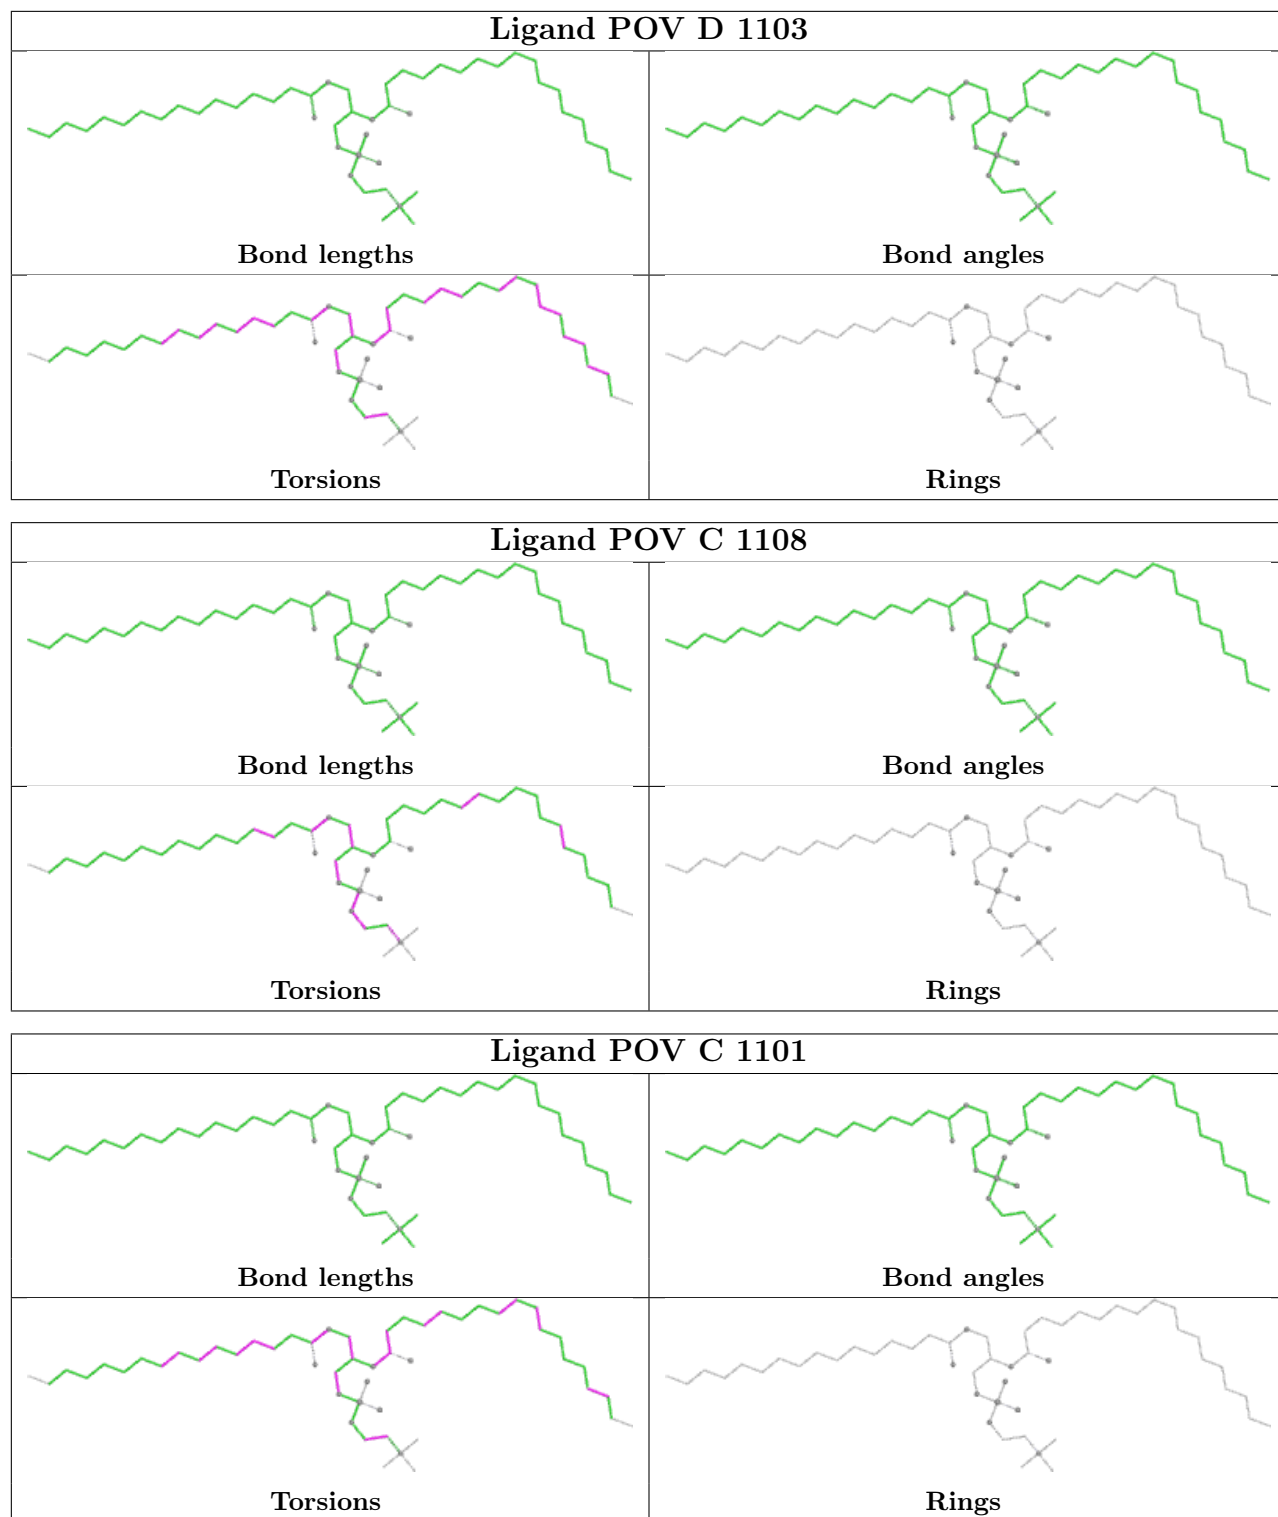 Ligand POV D 1103
Bond lengths
Bond angles
Torsions
Rings
Ligand POV C 1108
Bond lengths
Bond angles
Torsions
Rings
Ligand POV C 1101
Bond lengths
Bond angles
Torsions
Rings